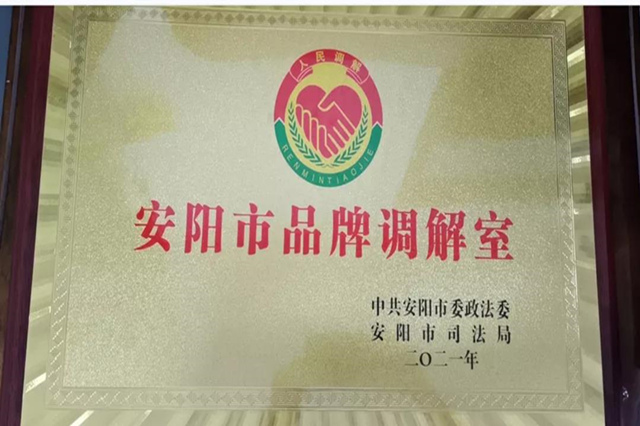 人民调解
RENMINTIAOJIE
安阳市品牌调解室
中共安阳市委政法委
安阳市司法局
二〇二一年